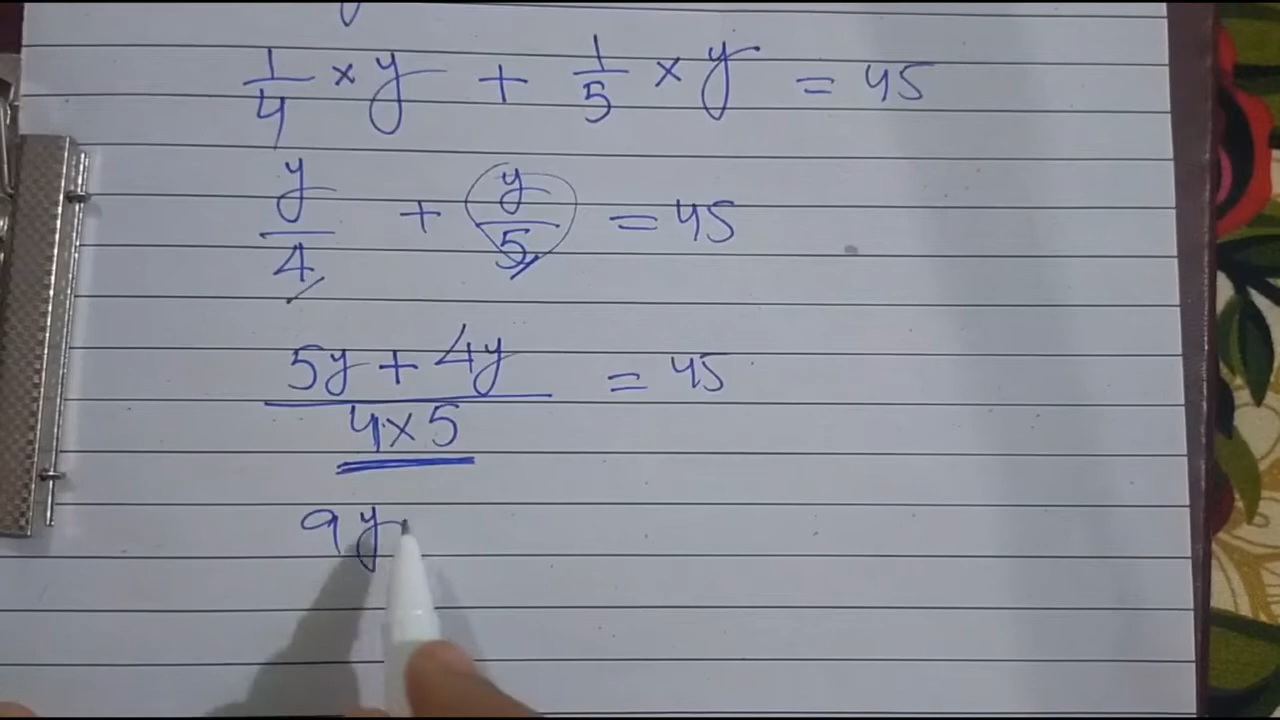 1/4 × y + 1/5 × y = 45
y/4 + y/5 = 45
5y + 4y / 4×5 = 45
9y